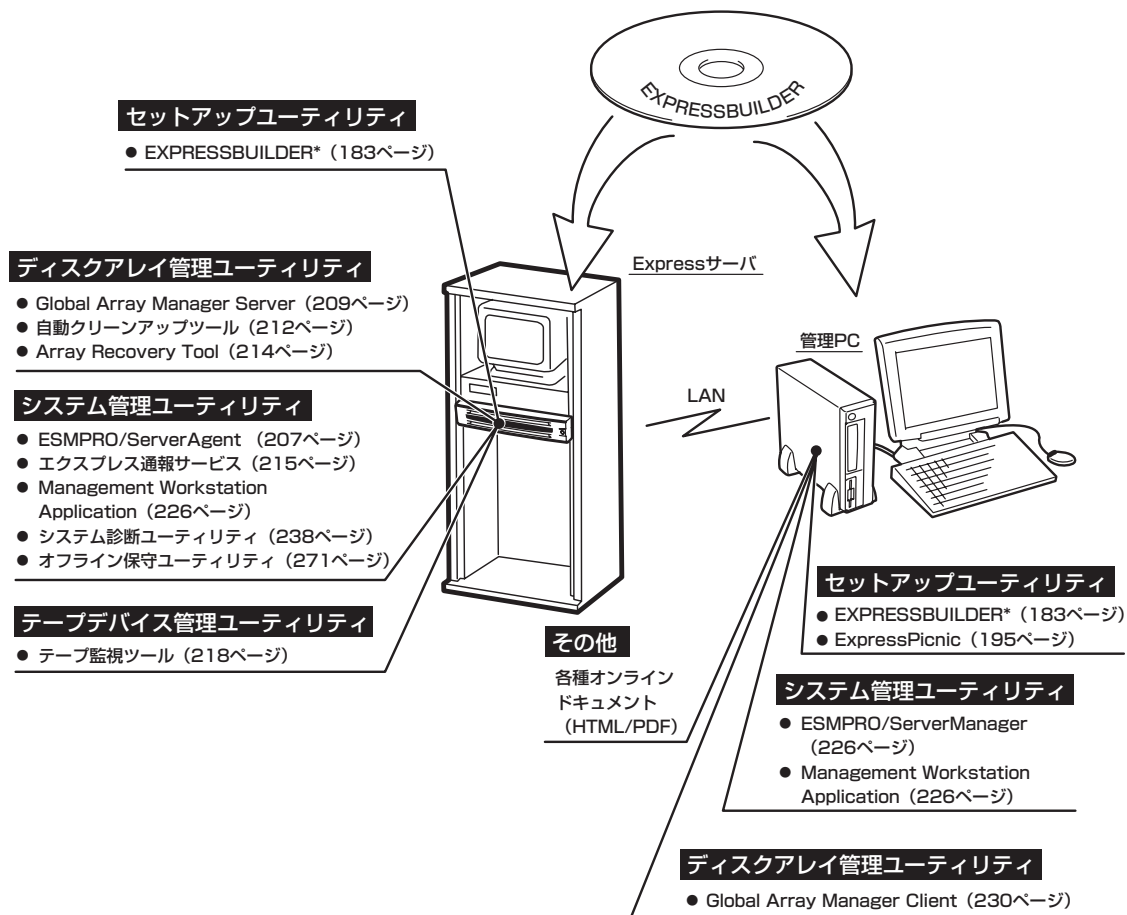 EXPRESSBUILDER
セットアップユーティリティ
● EXPRESSBUILDER*（183ページ）
ディスクアレイ管理ユーティリティ
● Global Array Manager Server（209ページ）
● 自動クリーンアップツール（212ページ）
● Array Recovery Tool（214ページ）
システム管理ユーティリティ
● ESMPRO/ServerAgent （207ページ）
● エクスプレス通報サービス（215ページ）
● Management Workstation
Application（226ページ）
● システム診断ユーティリティ（238ページ）
● オフライン保守ユーティリティ（271ページ）
テープデバイス管理ユーティリティ
● テープ監視ツール（218ページ）
Expressサーバ
LAN
管理PC
その他
各種オンライン
ドキュメント
（HTML/PDF）
セットアップユーティリティ
● EXPRESSBUILDER*（183ページ）
● ExpressPicnic（195ページ）
システム管理ユーティリティ
● ESMPRO/ServerManager
（226ページ）
● Management Workstation
Application（226ページ）
ディスクアレイ管理ユーティリティ
● Global Array Manager Client（230ページ）